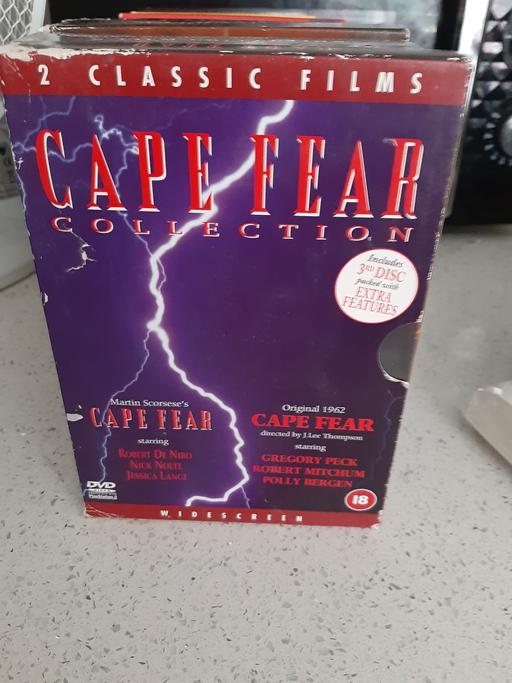 2 CLASSIC FILMS
CAPE FEAR
COLLECTION
Includes
3RD DISC
packed with
EXTRA
FEATURES
Martin Scorsese's
CAPE FEAR
starring
ROBERT DE NIRO
NICK NOLTE
JESSICA LANGE
Original 1962
CAPE FEAR
directed by J.Lee Thompson
starring
GREGORY PECK
ROBERT MITCHUM
POLLY BERGEN
DVD
PlayStation 2
18
WIDESCREEN